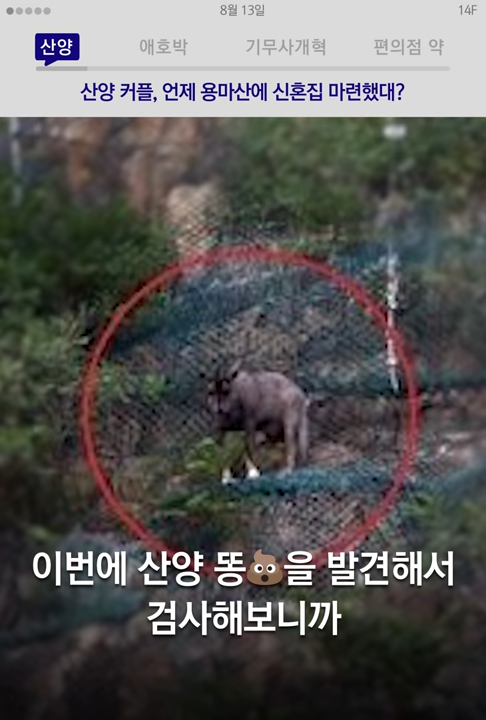 8월 13일
14F
산양 애호박 기무사개혁 편의점 약
산양 커플, 언제 용마산에 신혼집 마련했대?
이번에 산양 똥💩을 발견해서
검사해보니까